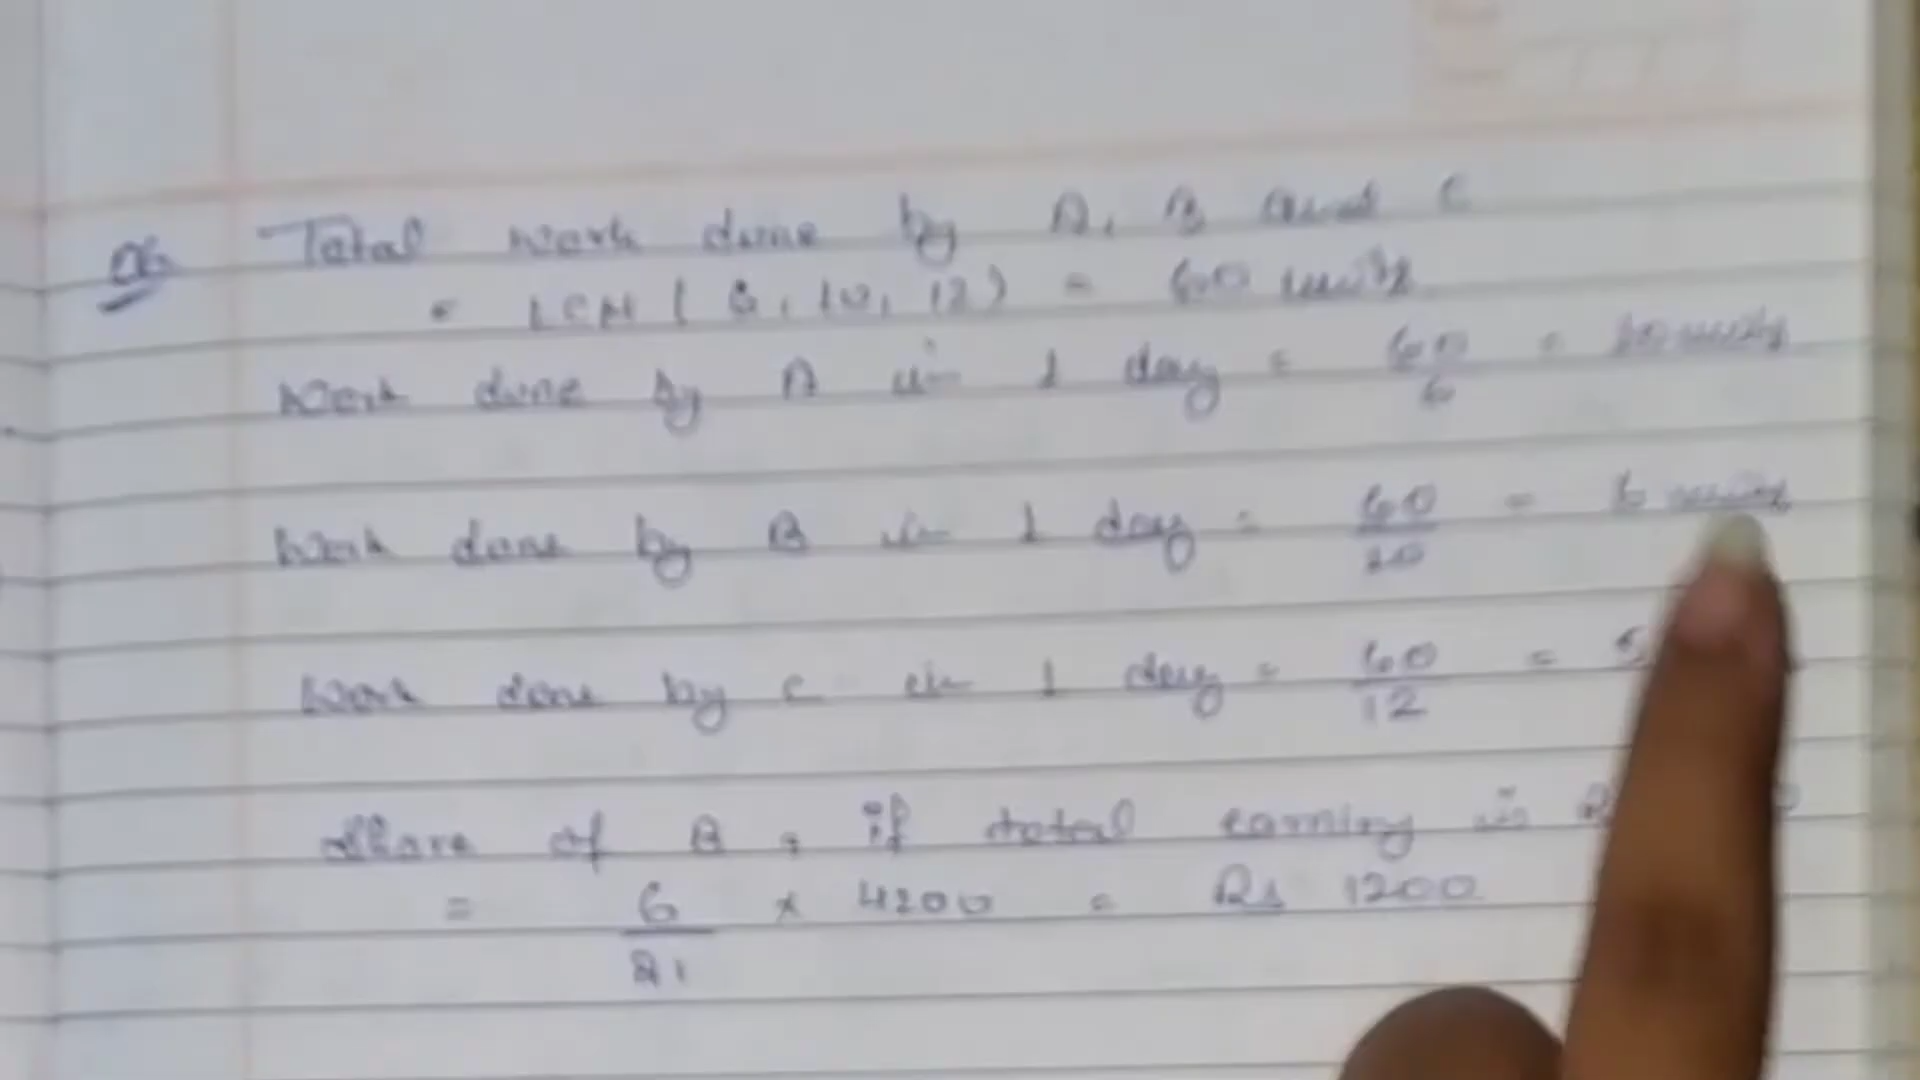 Q6 Total work done by A, B and C
= LCM ( 6, 10, 12) = 60 units
Work done by A in 1 day = 60/6 = 10 units
Work done by B in 1 day = 60/10 = 6 units
Work done by C in 1 day = 60/12 = 5
Share of B, if total earning is
= 6/21 × 4200 = Rs 1200